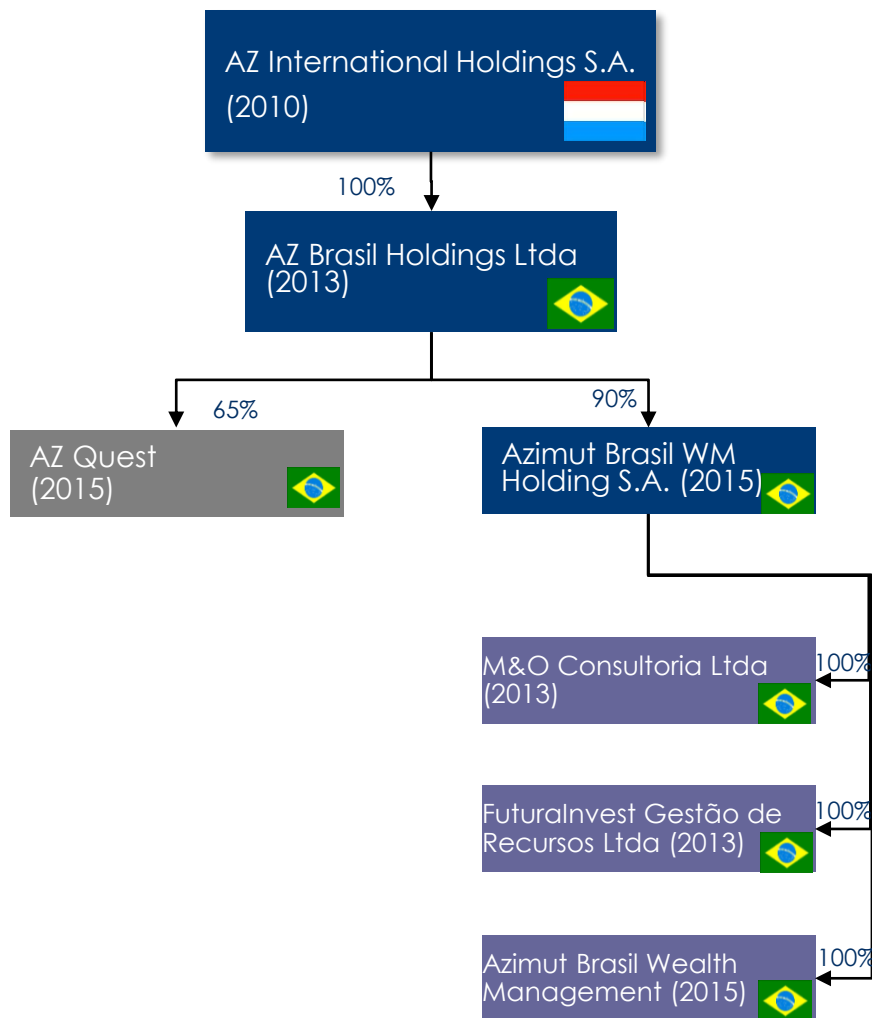 AZ International Holdings S.A.
(2010)
100%
AZ Brasil Holdings Ltda
(2013)
65%
90%
AZ Quest
(2015)
Azimut Brasil WM
Holding S.A. (2015)
M&O Consultoria Ltda
(2013)
100%
FuturaInvest Gestão de
Recursos Ltda (2013)
100%
Azimut Brasil Wealth
Management (2015)
100%